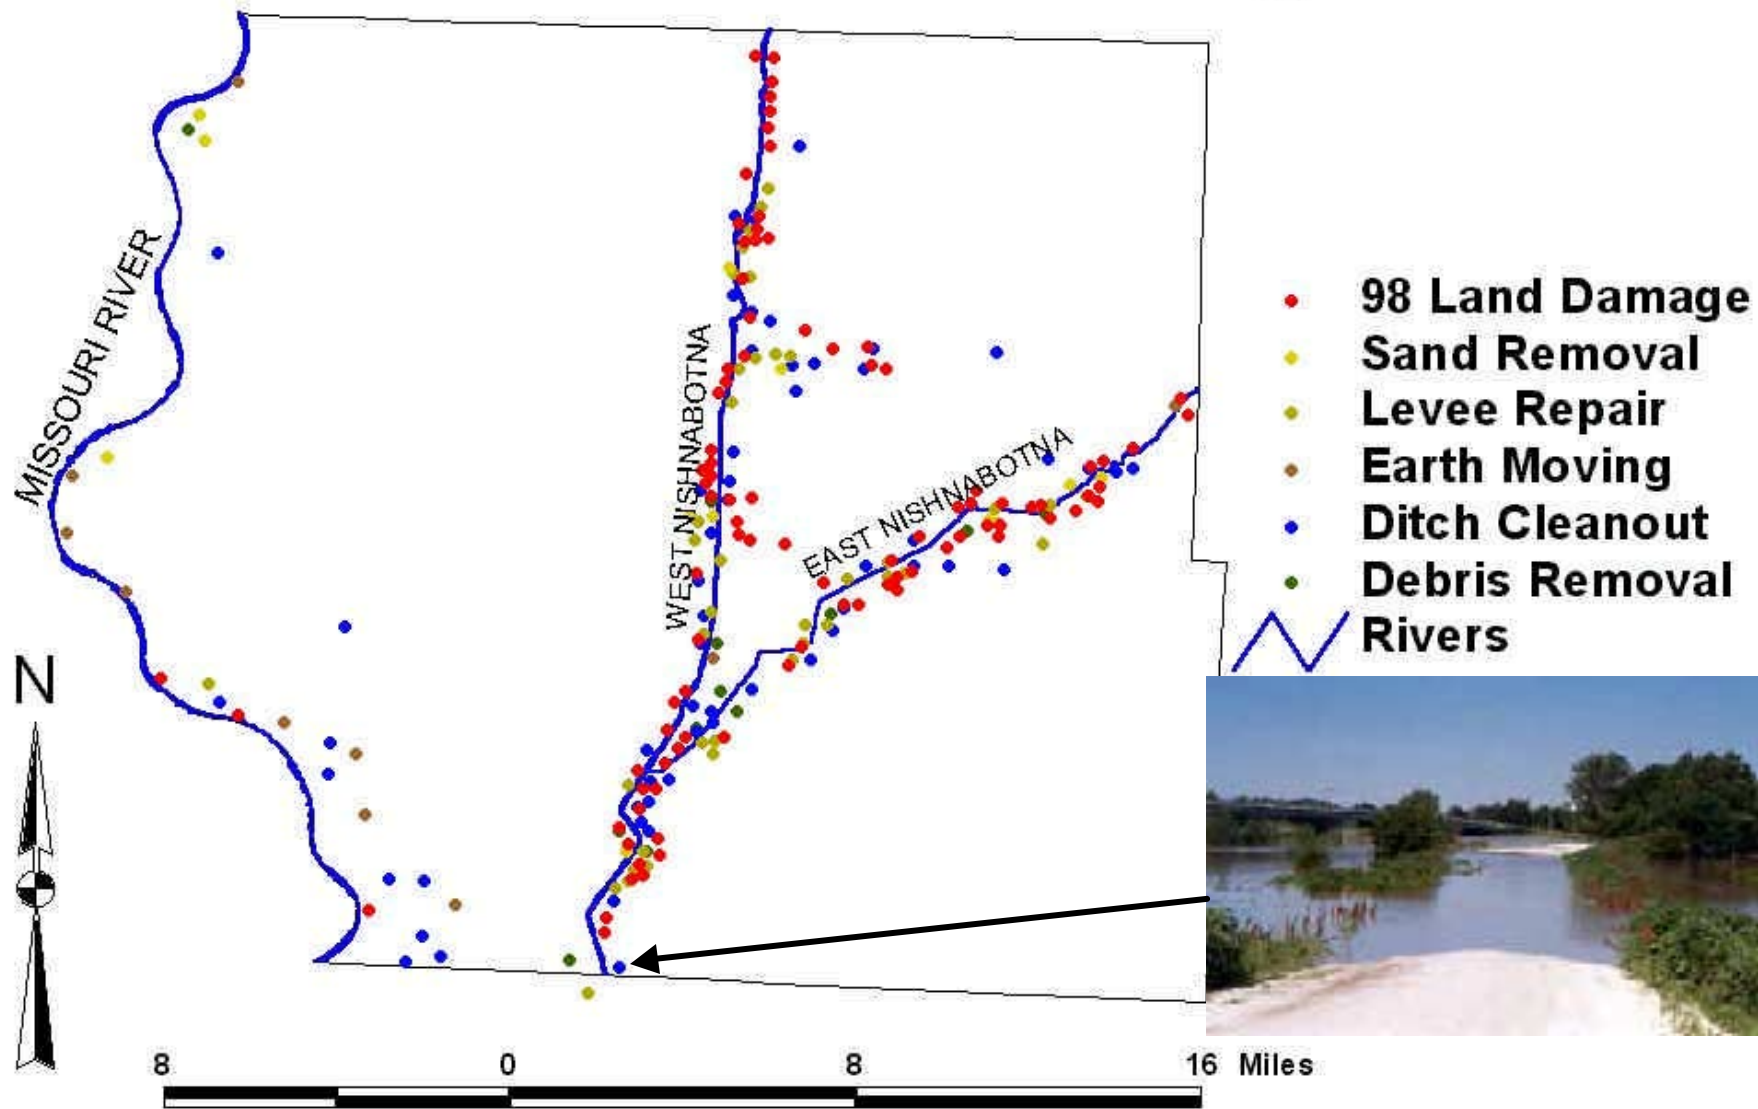 MISSOURI RIVER
WEST NISHNABOTNA
EAST NISHNABOTNA
98 Land Damage
Sand Removal
Levee Repair
Earth Moving
Ditch Cleanout
Debris Removal
Rivers
N
8 0 8 16 Miles